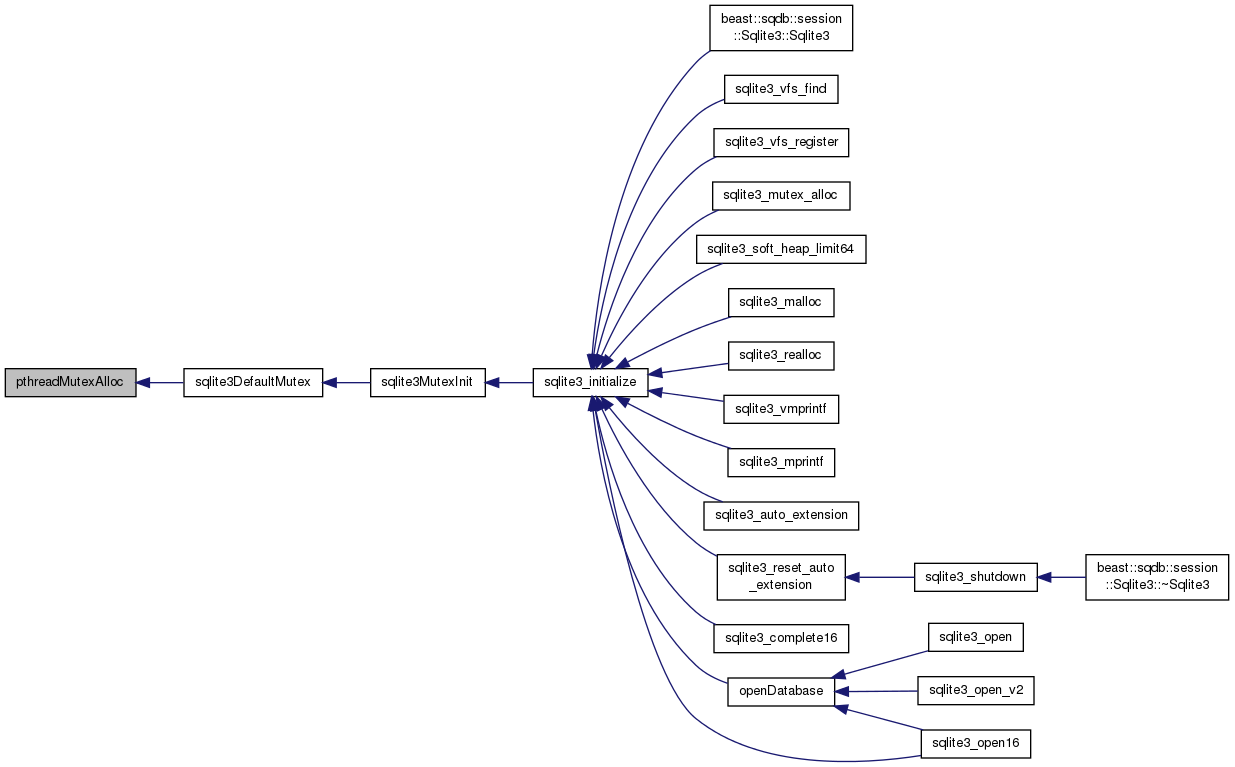 beast::sqdb::session
::Sqlite3::Sqlite3
sqlite3_vfs_find
sqlite3_vfs_register
sqlite3_mutex_alloc
sqlite3_soft_heap_limit64
sqlite3_malloc
sqlite3_realloc
pthreadMutexAlloc
sqlite3DefaultMutex
sqlite3MutexInit
sqlite3_initialize
sqlite3_vmprintf
sqlite3_mprintf
sqlite3_auto_extension
sqlite3_reset_auto
_extension
sqlite3_shutdown
beast::sqdb::session
::Sqlite3::~Sqlite3
sqlite3_complete16
sqlite3_open
openDatabase
sqlite3_open_v2
sqlite3_open16